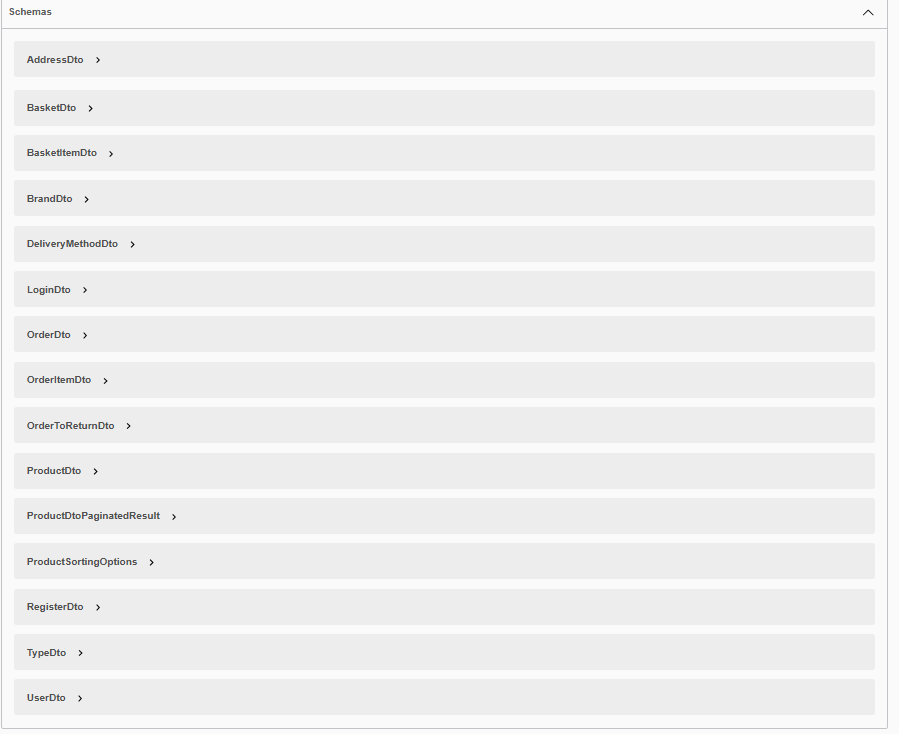 Schemas
AddressDto
BasketDto
BasketItemDto
BrandDto
DeliveryMethodDto
LoginDto
OrderDto
OrderItemDto
OrderToReturnDto
ProductDto
ProductDtoPaginatedResult
ProductSortingOptions
RegisterDto
TypeDto
UserDto